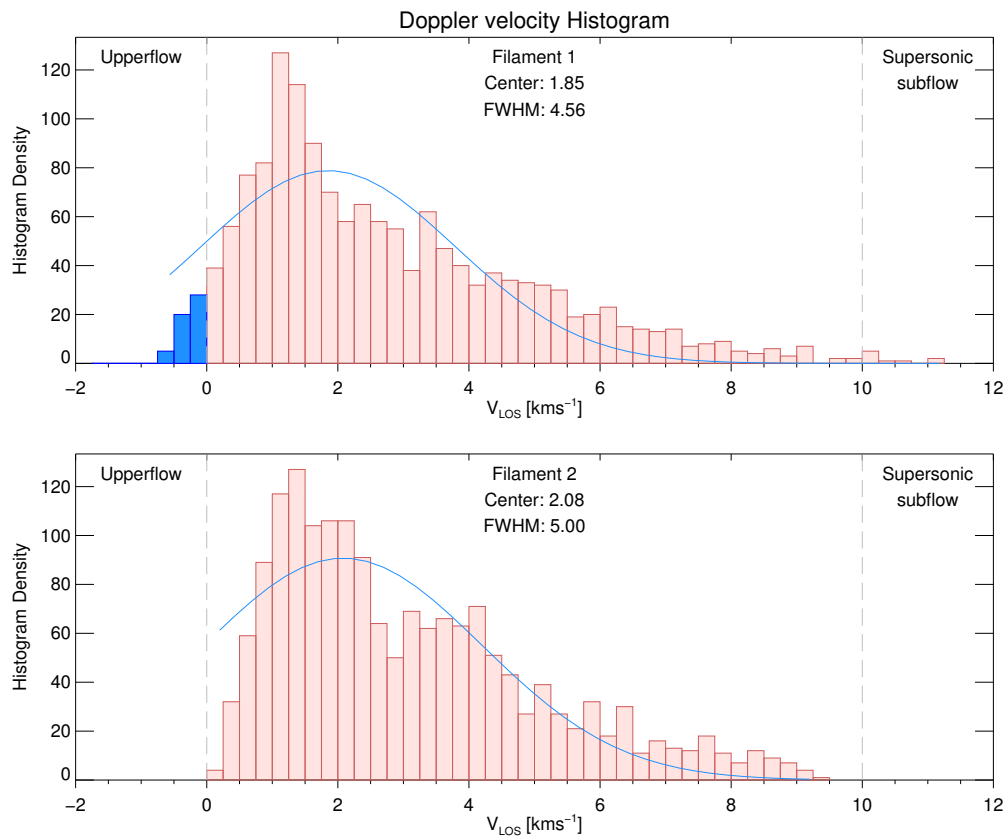 Doppler velocity Histogram
Upperflow
Filament 1
Center: 1.85
FWHM: 4.56
Supersonic
subflow
Histogram Density
120
100
80
60
40
20
0
−2 0 2 4 6 8 10 12
V_LOS [kms⁻¹]
Upperflow
Filament 2
Center: 2.08
FWHM: 5.00
Supersonic
subflow
Histogram Density
120
100
80
60
40
20
0
−2 0 2 4 6 8 10 12
V_LOS [kms⁻¹]